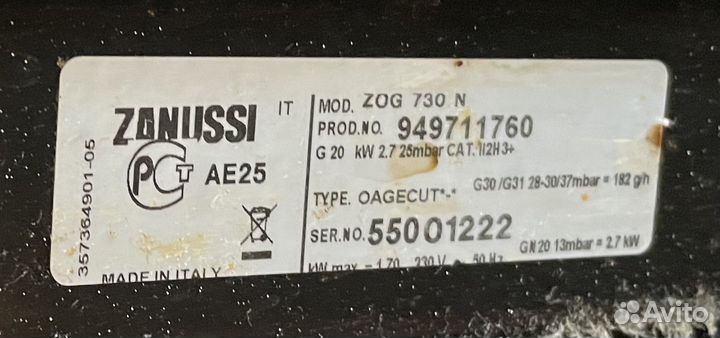 ZANUSSI
IT
PCT AE25
357364901-05
MADE IN ITALY
MOD. ZOG 730 N
PROD.NO. 949711760
G 20 kW 2.7 25mbar CAT. II2H3+
G30 /G31 28-30/37mbar = 182 g/h
TYPE. OAGECUT*-*
SER.NO. 55001222
GN 20 13mbar = 2.7 kW
kW max = 1.70 230 V ~ 50 Hz
Avito